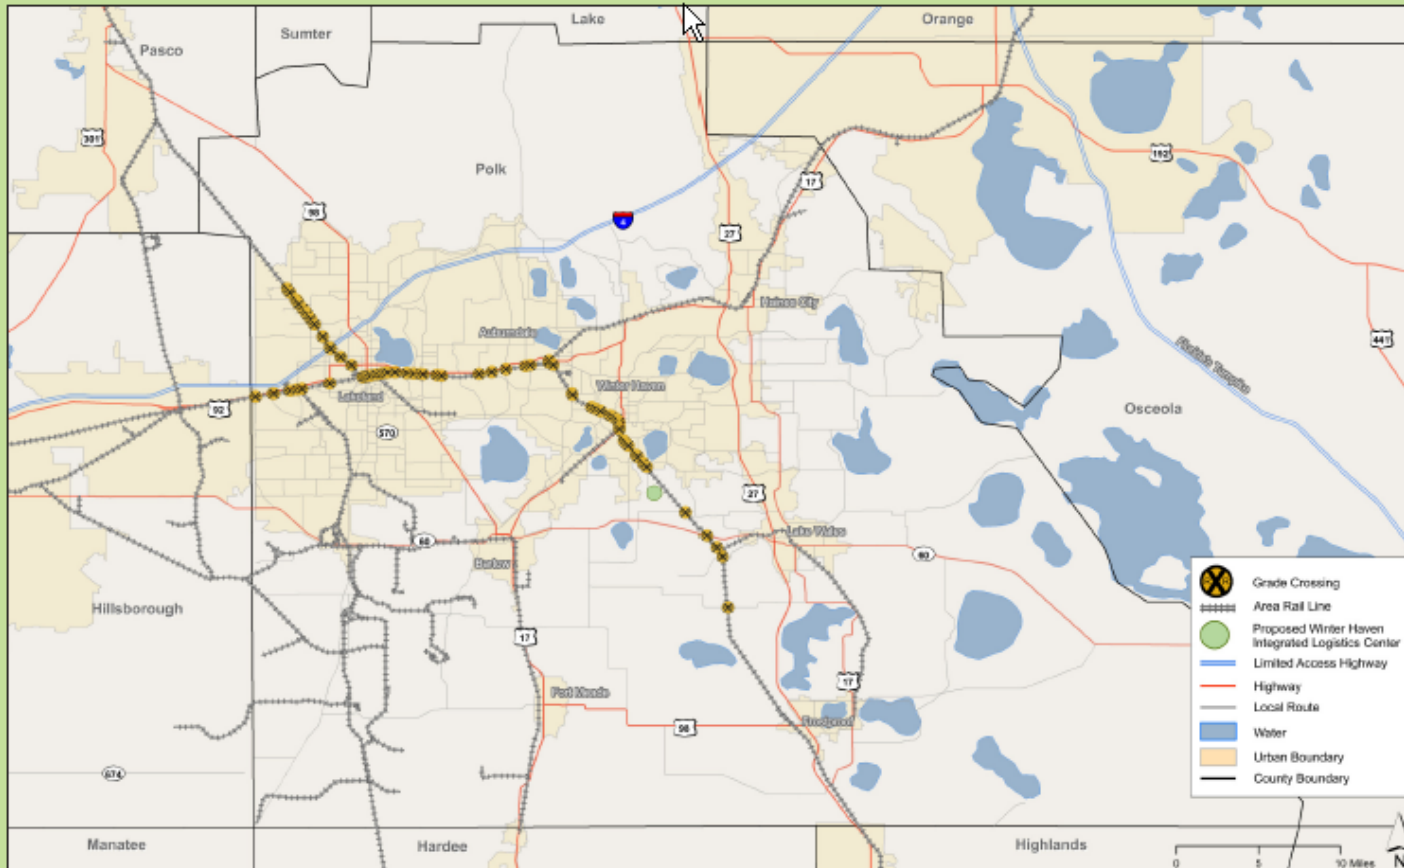 Lake
Orange
Sumter
Pasco
301
192
Polk
17
98
4
27
Haines City
Auburndale
441
Florida Turnpike
Winter Haven
92
Lakeland
Osceola
570
27
Lake Wales
60
60
Bartow
Hillsborough
17
17
Fort Meade
Frostproof
98
674
Grade Crossing
Area Rail Line
Proposed Winter Haven
Integrated Logistics Center
Limited Access Highway
Highway
Local Route
Water
Urban Boundary
County Boundary
Manatee
Hardee
Highlands
0 5 10 Miles
N